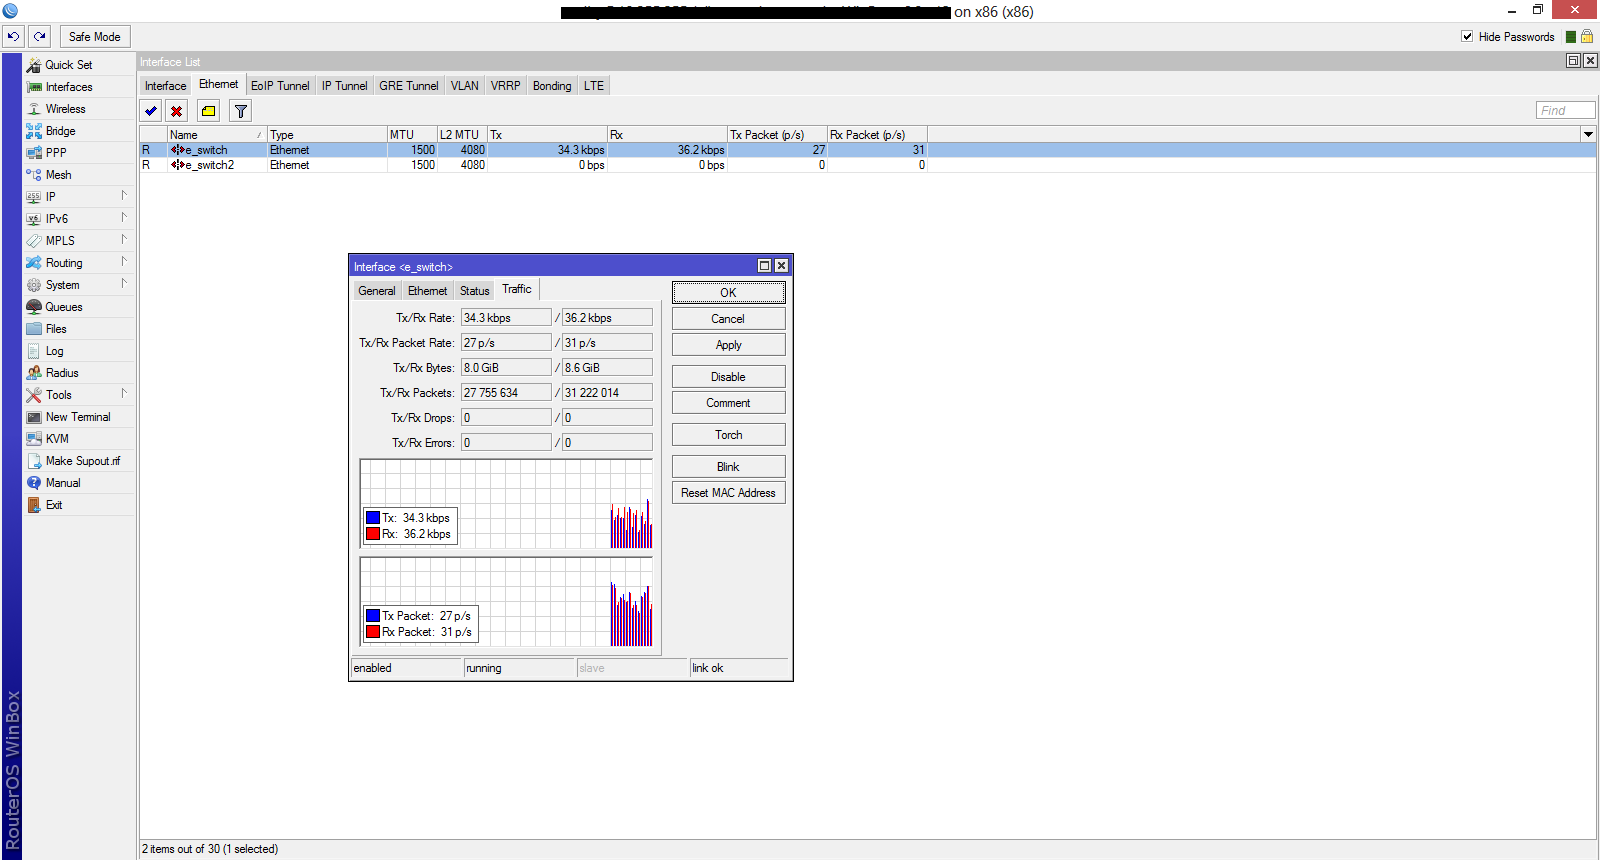 on x86 (x86)
Safe Mode
Hide Passwords
Quick Set
Interfaces
Wireless
Bridge
PPP
Mesh
IP
IPv6
MPLS
Routing
System
Queues
Files
Log
Radius
Tools
New Terminal
KVM
Make Supout.rif
Manual
Exit
RouterOS WinBox
Interface List
Interface Ethernet EoIP Tunnel IP Tunnel GRE Tunnel VLAN VRRP Bonding LTE
Find
Name Type MTU L2 MTU Tx Rx Tx Packet (p/s) Rx Packet (p/s)
R e_switch Ethernet 1500 4080 34.3 kbps 36.2 kbps 27 31
R e_switch2 Ethernet 1500 4080 0 bps 0 bps 0 0
Interface <e_switch>
General Ethernet Status Traffic
Tx/Rx Rate: 34.3 kbps / 36.2 kbps
Tx/Rx Packet Rate: 27 p/s / 31 p/s
Tx/Rx Bytes: 8.0 GiB / 8.6 GiB
Tx/Rx Packets: 27 755 634 / 31 222 014
Tx/Rx Drops: 0 / 0
Tx/Rx Errors: 0 / 0
Tx: 34.3 kbps
Rx: 36.2 kbps
Tx Packet: 27 p/s
Rx Packet: 31 p/s
OK
Cancel
Apply
Disable
Comment
Torch
Blink
Reset MAC Address
enabled running slave link ok
2 items out of 30 (1 selected)